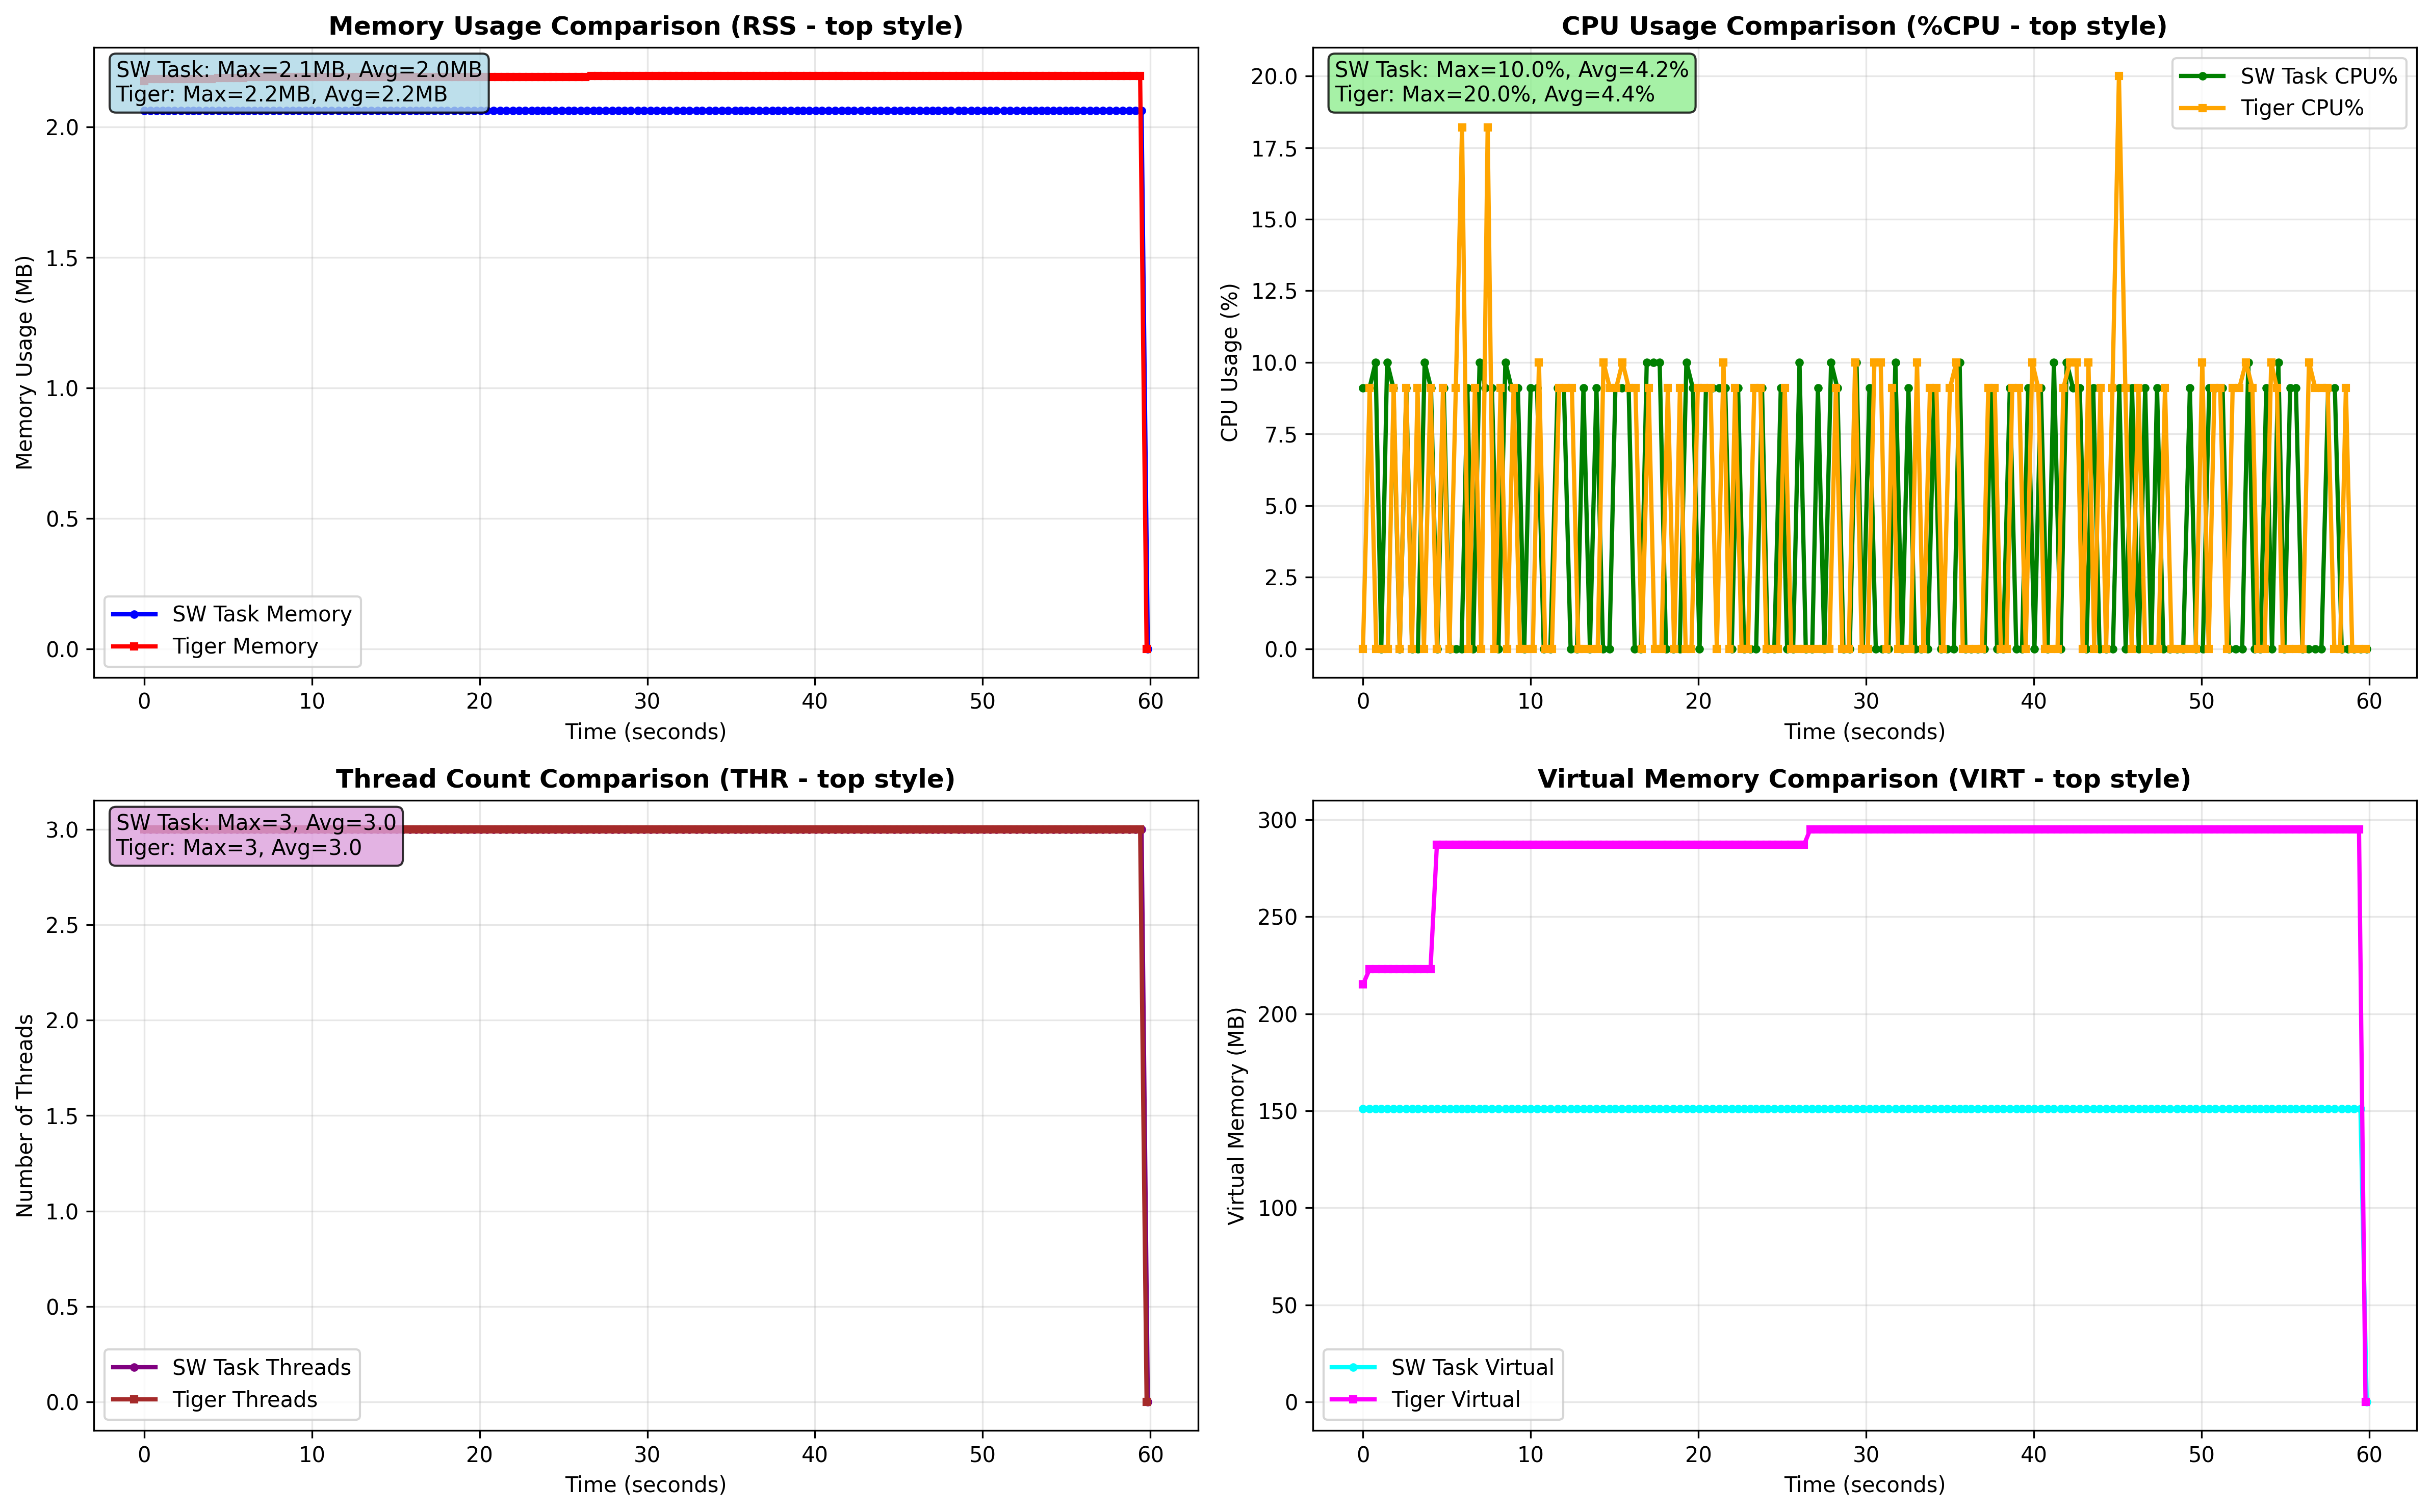 Memory Usage Comparison (RSS - top style)
SW Task: Max=2.1MB, Avg=2.0MB
Tiger: Max=2.2MB, Avg=2.2MB
Memory Usage (MB)
2.0
1.5
1.0
0.5
0.0
SW Task Memory
Tiger Memory
0 10 20 30 40 50 60
Time (seconds)
CPU Usage Comparison (%CPU - top style)
SW Task: Max=10.0%, Avg=4.2%
Tiger: Max=20.0%, Avg=4.4%
SW Task CPU%
Tiger CPU%
CPU Usage (%)
20.0
17.5
15.0
12.5
10.0
7.5
5.0
2.5
0.0
0 10 20 30 40 50 60
Time (seconds)
Thread Count Comparison (THR - top style)
SW Task: Max=3, Avg=3.0
Tiger: Max=3, Avg=3.0
Number of Threads
3.0
2.5
2.0
1.5
1.0
0.5
0.0
SW Task Threads
Tiger Threads
0 10 20 30 40 50 60
Time (seconds)
Virtual Memory Comparison (VIRT - top style)
Virtual Memory (MB)
300
250
200
150
100
50
0
SW Task Virtual
Tiger Virtual
0 10 20 30 40 50 60
Time (seconds)